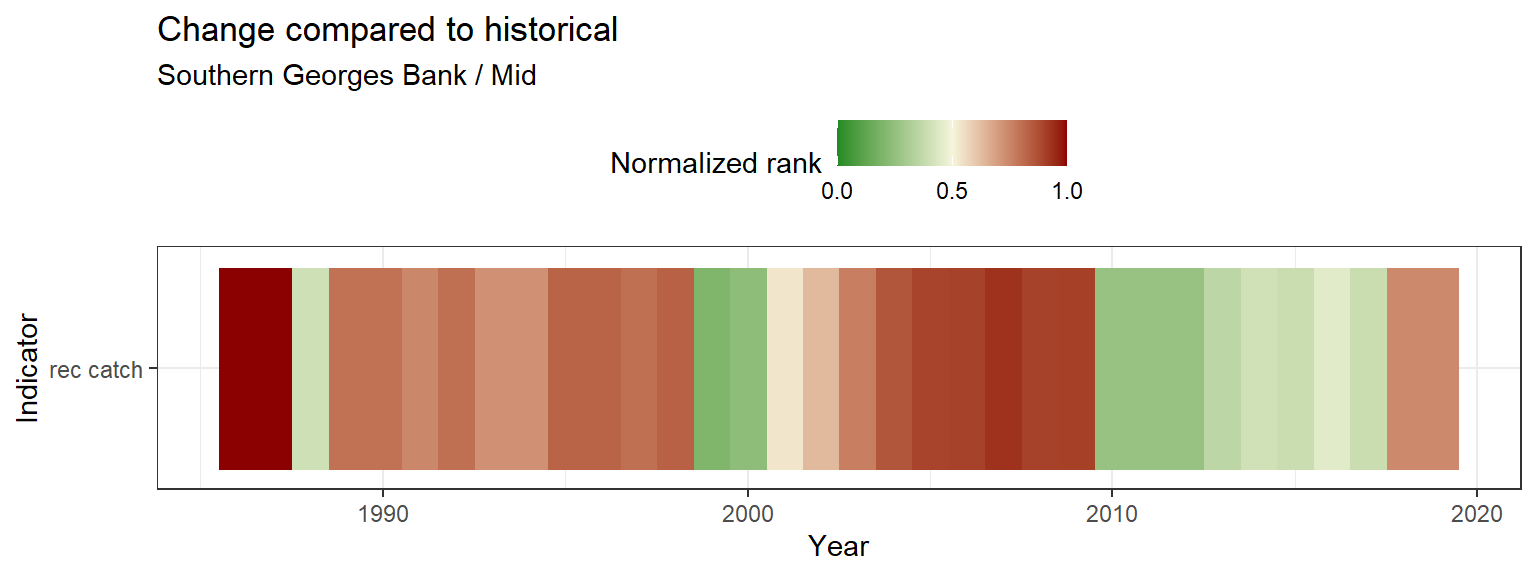 Change compared to historical
Southern Georges Bank / Mid
Normalized rank
0.0 0.5 1.0
Indicator
rec catch
1990 2000 2010 2020
Year